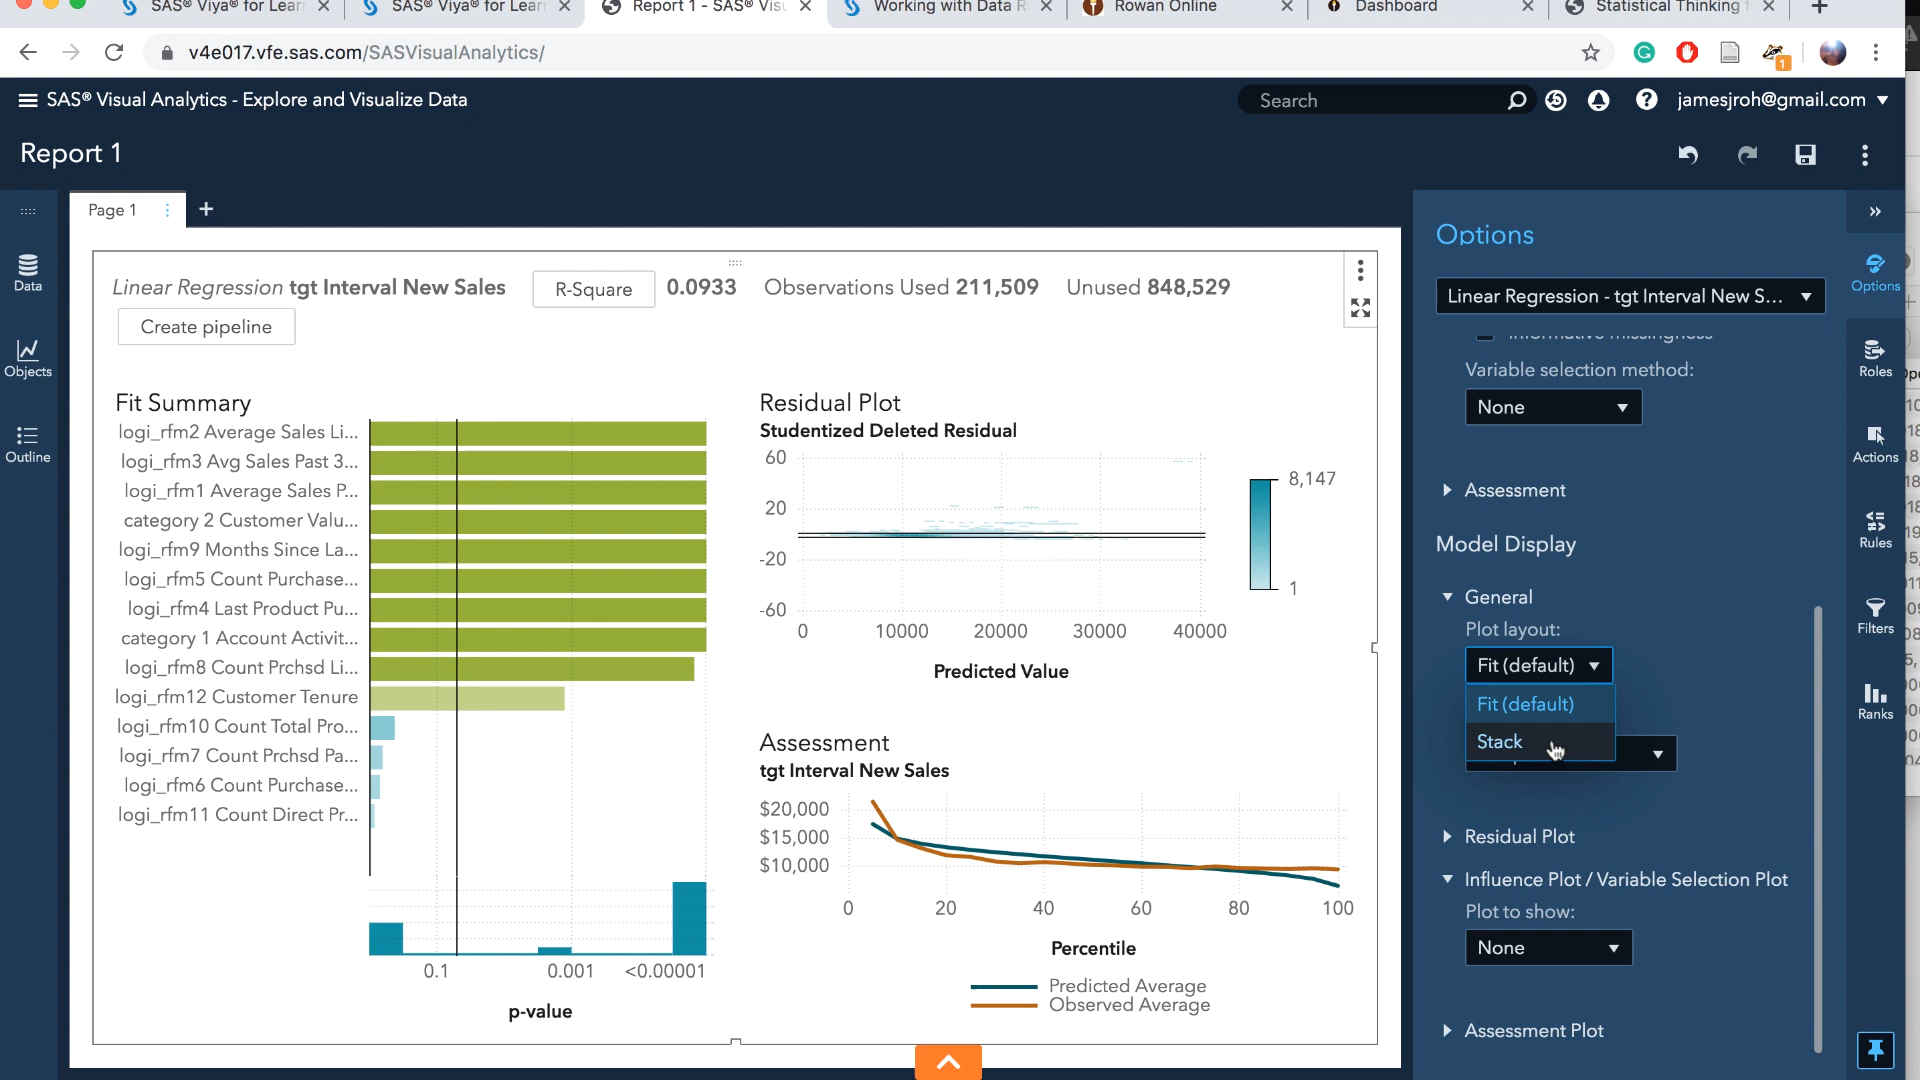 SAS® Viya® for Lear
SAS® Viya® for Lear
Report 1 - SAS® Visu
Working with Data R
Rowan Online
Dashboard
Statistical Thinking f
v4e017.vfe.sas.com/SASVisualAnalytics/
1
SAS® Visual Analytics - Explore and Visualize Data
Search
jamesjroh@gmail.com
Report 1
Page 1
Data
Objects
Outline
Linear Regression tgt Interval New Sales
R-Square
0.0933
Observations Used 211,509
Unused 848,529
Create pipeline
Fit Summary
logi_rfm2 Average Sales Li...
logi_rfm3 Avg Sales Past 3...
logi_rfm1 Average Sales P...
category 2 Customer Valu...
logi_rfm9 Months Since La...
logi_rfm5 Count Purchase...
logi_rfm4 Last Product Pu...
category 1 Account Activit...
logi_rfm8 Count Prchsd Li...
logi_rfm12 Customer Tenure
logi_rfm10 Count Total Pro...
logi_rfm7 Count Prchsd Pa...
logi_rfm6 Count Purchase...
logi_rfm11 Count Direct Pr...
0.1
0.001
<0.00001
p-value
Residual Plot
Studentized Deleted Residual
60
20
-20
-60
0
10000
20000
30000
40000
Predicted Value
8,147
1
Assessment
tgt Interval New Sales
$20,000
$15,000
$10,000
0
20
40
60
80
100
Percentile
Predicted Average
Observed Average
Options
Linear Regression - tgt Interval New S...
Informative missingness
Variable selection method:
None
Assessment
Model Display
General
Plot layout:
Fit (default)
Fit (default)
Stack
Residual Plot
Influence Plot / Variable Selection Plot
Plot to show:
None
Assessment Plot
Options
Roles
Actions
Rules
Filters
Ranks